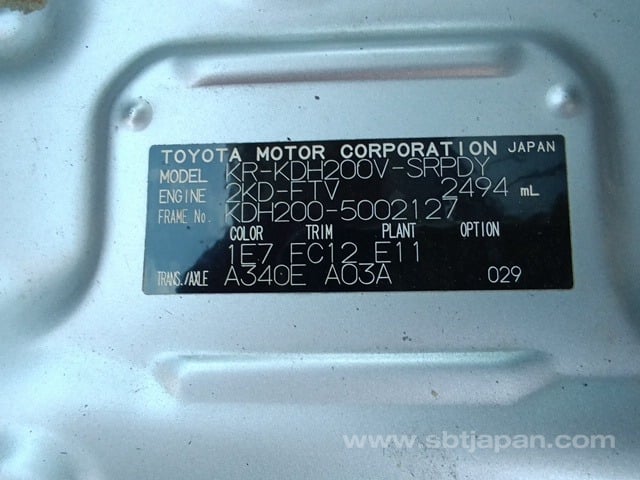 TOYOTA MOTOR CORPORATION JAPAN
MODEL KR-KDH200V-SRPDY
ENGINE 2KD-FTV 2494 mL
FRAME No. KDH200-5002127
COLOR TRIM PLANT OPTION
1E7 EC12 E11
TRANS./AXLE A340E A03A 029
www.sbtjapan.com